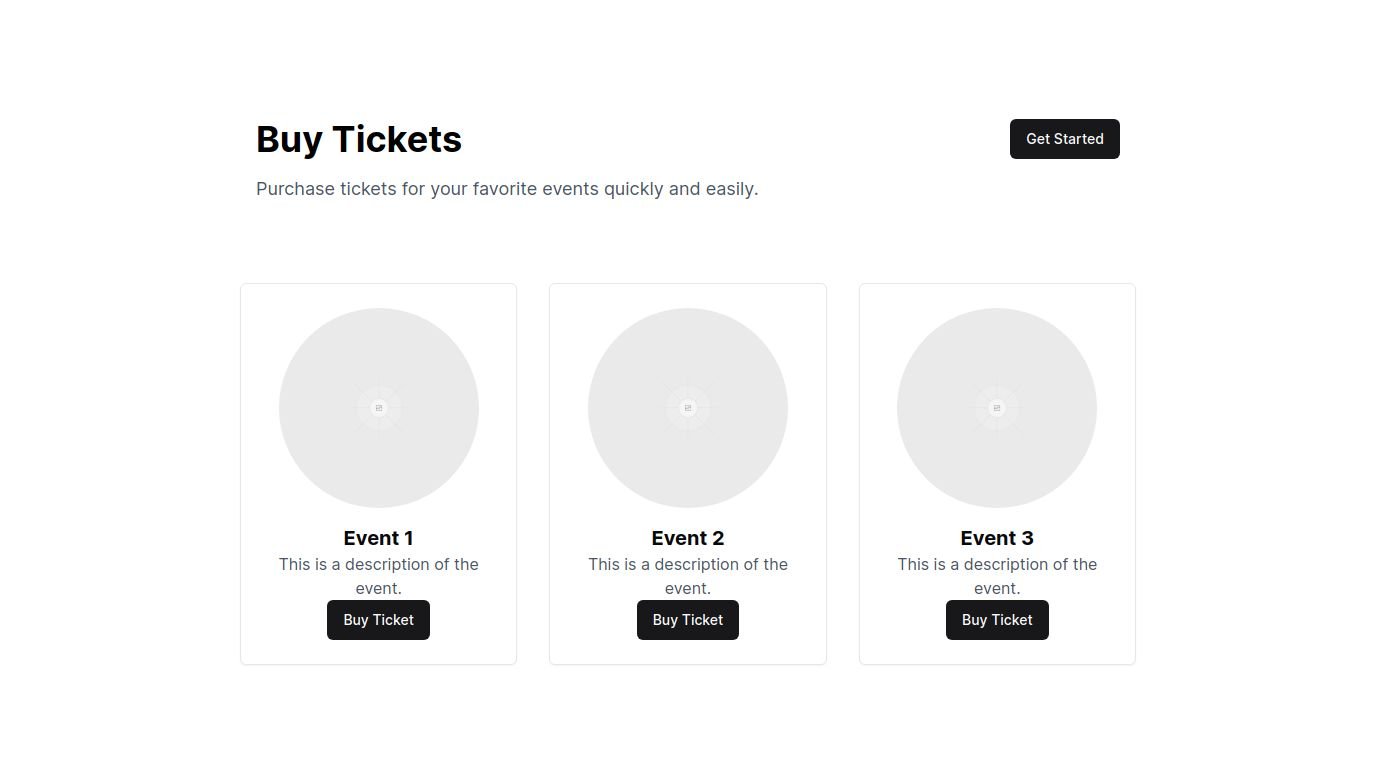 Buy Tickets
Get Started
Purchase tickets for your favorite events quickly and easily.
Event 1
This is a description of the
event.
Buy Ticket
Event 2
This is a description of the
event.
Buy Ticket
Event 3
This is a description of the
event.
Buy Ticket